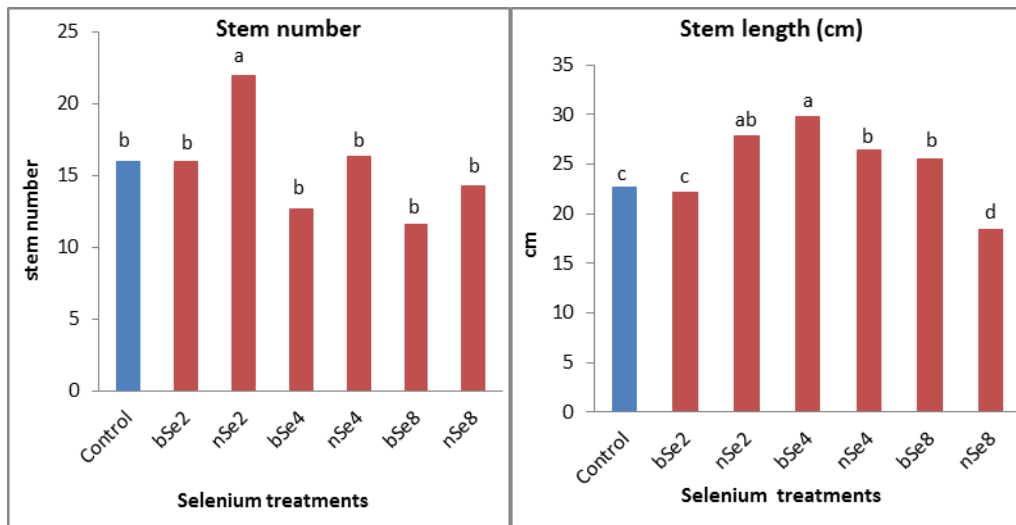 Stem number
25
20
15
10
5
0
stem number
b
b
a
b
b
b
b
Control
bSe2
nSe2
bSe4
nSe4
bSe8
nSe8
Selenium treatments
Stem length (cm)
35
30
25
20
15
10
5
0
cm
c
c
ab
a
b
b
d
Control
bSe2
nSe2
bSe4
nSe4
bSe8
nSe8
Selenium treatments